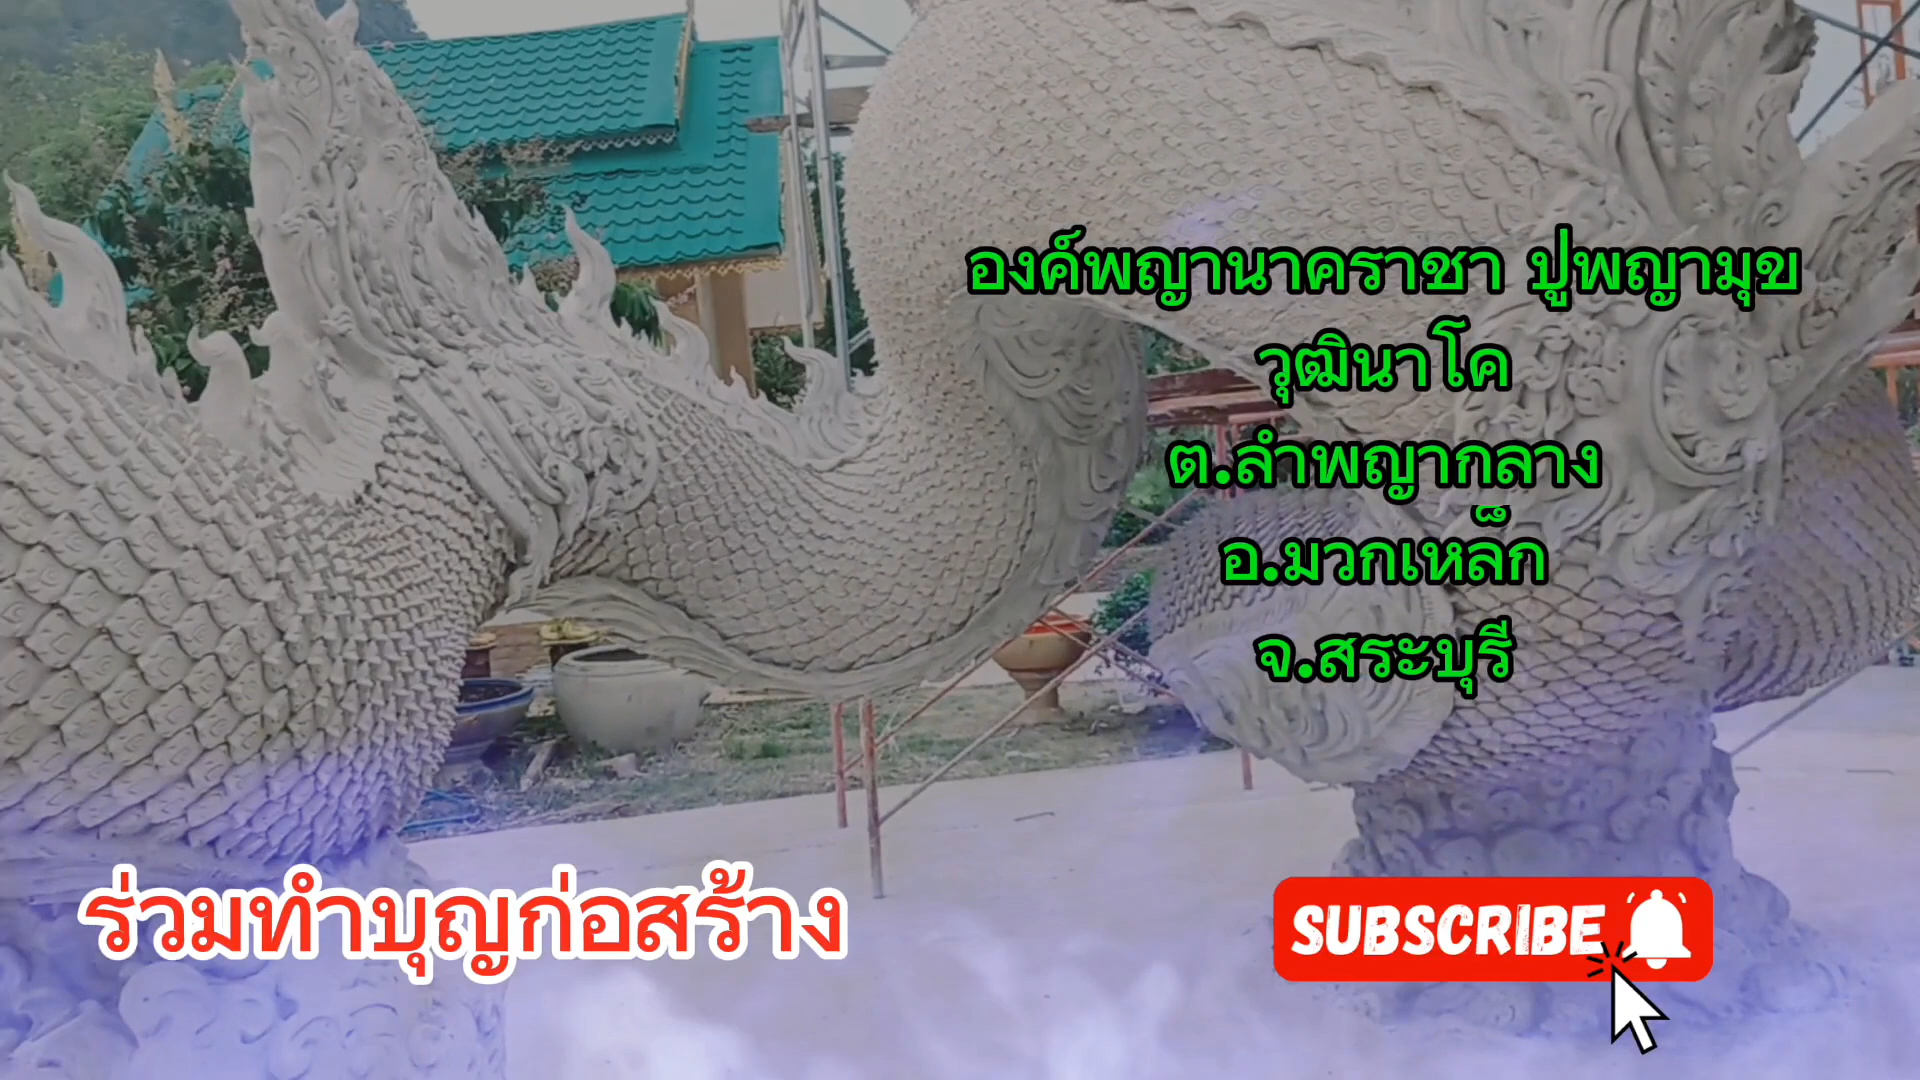 องค์พญานาคราชา ปู่พญามุข
วุฒินาโค
ต.ลำพญากลาง
อ.มวกเหล็ก
จ.สระบุรี
ร่วมทำบุญก่อสร้าง
SUBSCRIBE